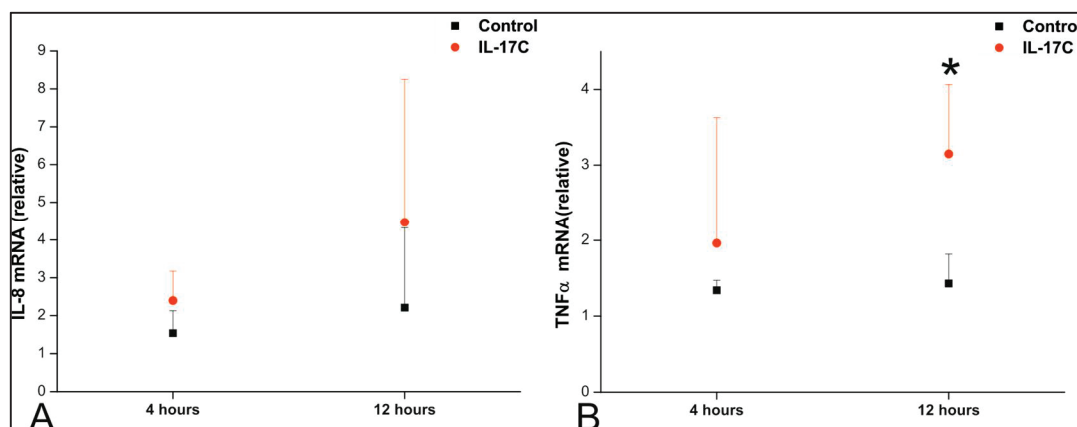 Control
IL-17C
9
8
7
6
5
4
3
2
1
0
IL-8 mRNA (relative)
4 hours
12 hours
A
Contro
IL-17C
*
4
3
2
1
0
TNFα mRNA(relative)
4 hours
12 hours
B